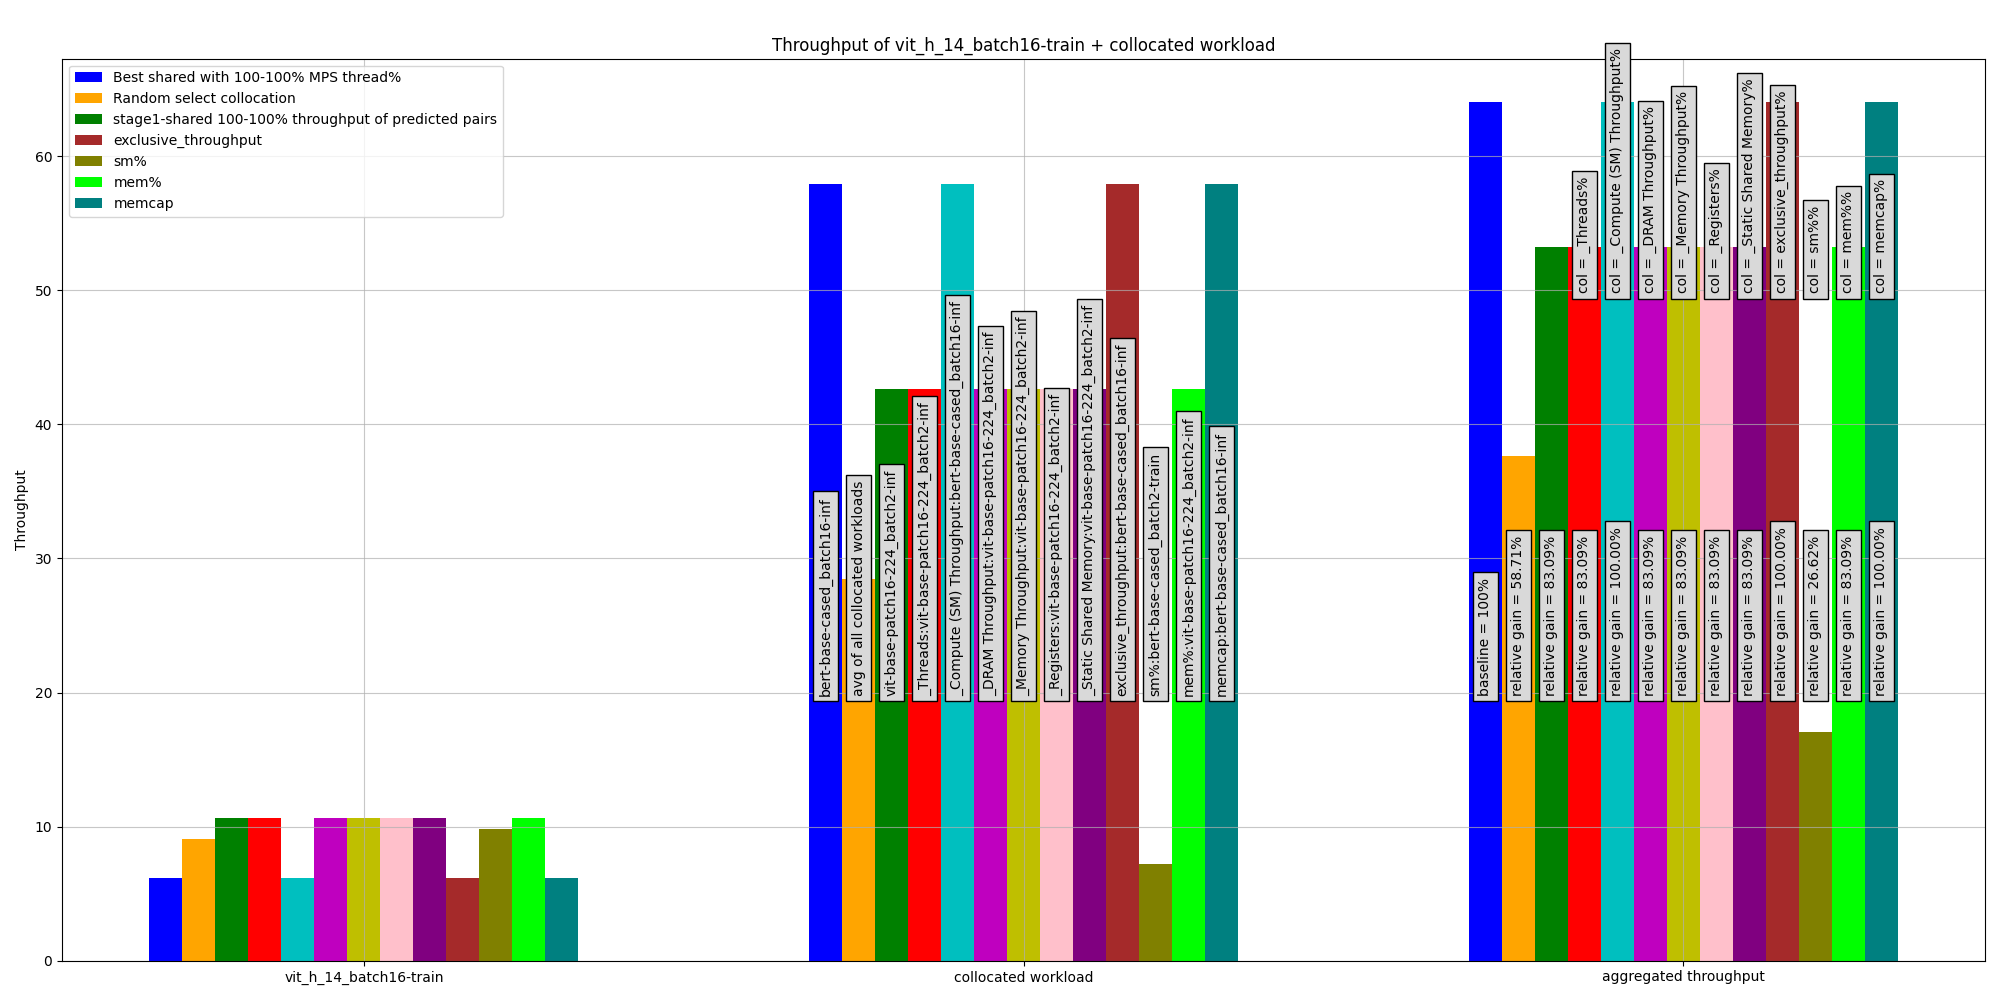 Throughput of vit_h_14_batch16-train + collocated workload
Best shared with 100-100% MPS thread%
Random select collocation
stage1-shared 100-100% throughput of predicted pairs
exclusive_throughput
sm%
mem%
memcap
Throughput
60
50
40
30
20
10
0
bert-base-cased_batch16-inf
avg of all collocated workloads
vit-base-patch16-224_batch2-inf
_Threads:vit-base-patch16-224_batch2-inf
_Compute (SM) Throughput:bert-base-cased_batch16-inf
_DRAM Throughput:vit-base-patch16-224_batch2-inf
_Memory Throughput:vit-base-patch16-224_batch2-inf
_Registers:vit-base-patch16-224_batch2-inf
_Static Shared Memory:vit-base-patch16-224_batch2-inf
exclusive_throughput:bert-base-cased_batch16-inf
sm%:bert-base-cased_batch2-train
mem%:vit-base-patch16-224_batch2-inf
memcap:bert-base-cased_batch16-inf
col = _Threads%
col = _Compute (SM) Throughput%
col = _DRAM Throughput%
col = _Memory Throughput%
col = _Registers%
col = _Static Shared Memory%
col = exclusive_throughput%
col = sm%%
col = mem%%
col = memcap%
baseline = 100%
relative gain = 58.71%
relative gain = 83.09%
relative gain = 83.09%
relative gain = 100.00%
relative gain = 83.09%
relative gain = 83.09%
relative gain = 83.09%
relative gain = 83.09%
relative gain = 100.00%
relative gain = 26.62%
relative gain = 83.09%
relative gain = 100.00%
vit_h_14_batch16-train
collocated workload
aggregated throughput